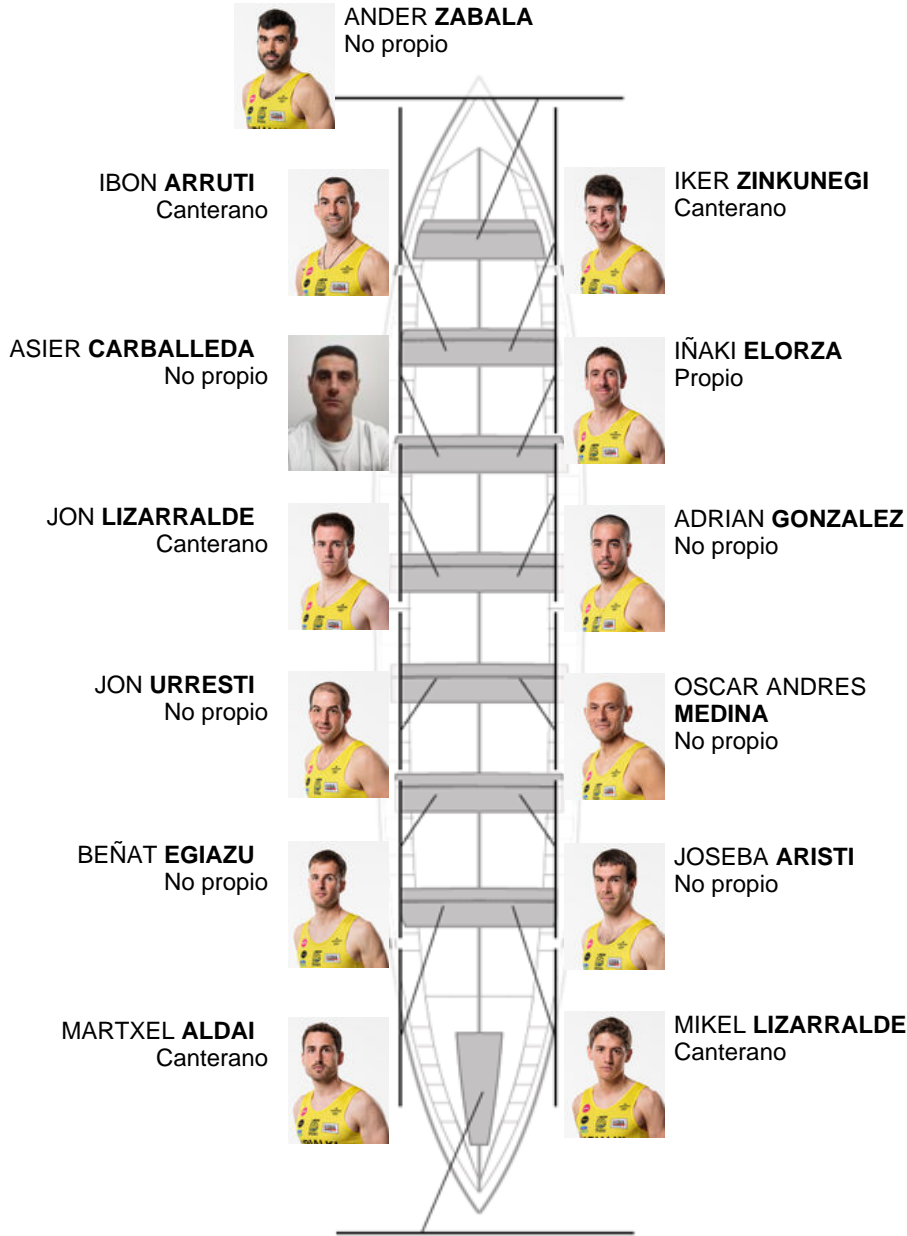 ANDER ZABALA
No propio
IBON ARRUTI
Canterano
IKER ZINKUNEGI
Canterano
ASIER CARBALLEDA
No propio
IÑAKI ELORZA
Propio
JON LIZARRALDE
Canterano
ADRIAN GONZALEZ
No propio
JON URRESTI
No propio
OSCAR ANDRES
MEDINA
No propio
BEÑAT EGIAZU
No propio
JOSEBA ARISTI
No propio
MARTXEL ALDAI
Canterano
MIKEL LIZARRALDE
Canterano